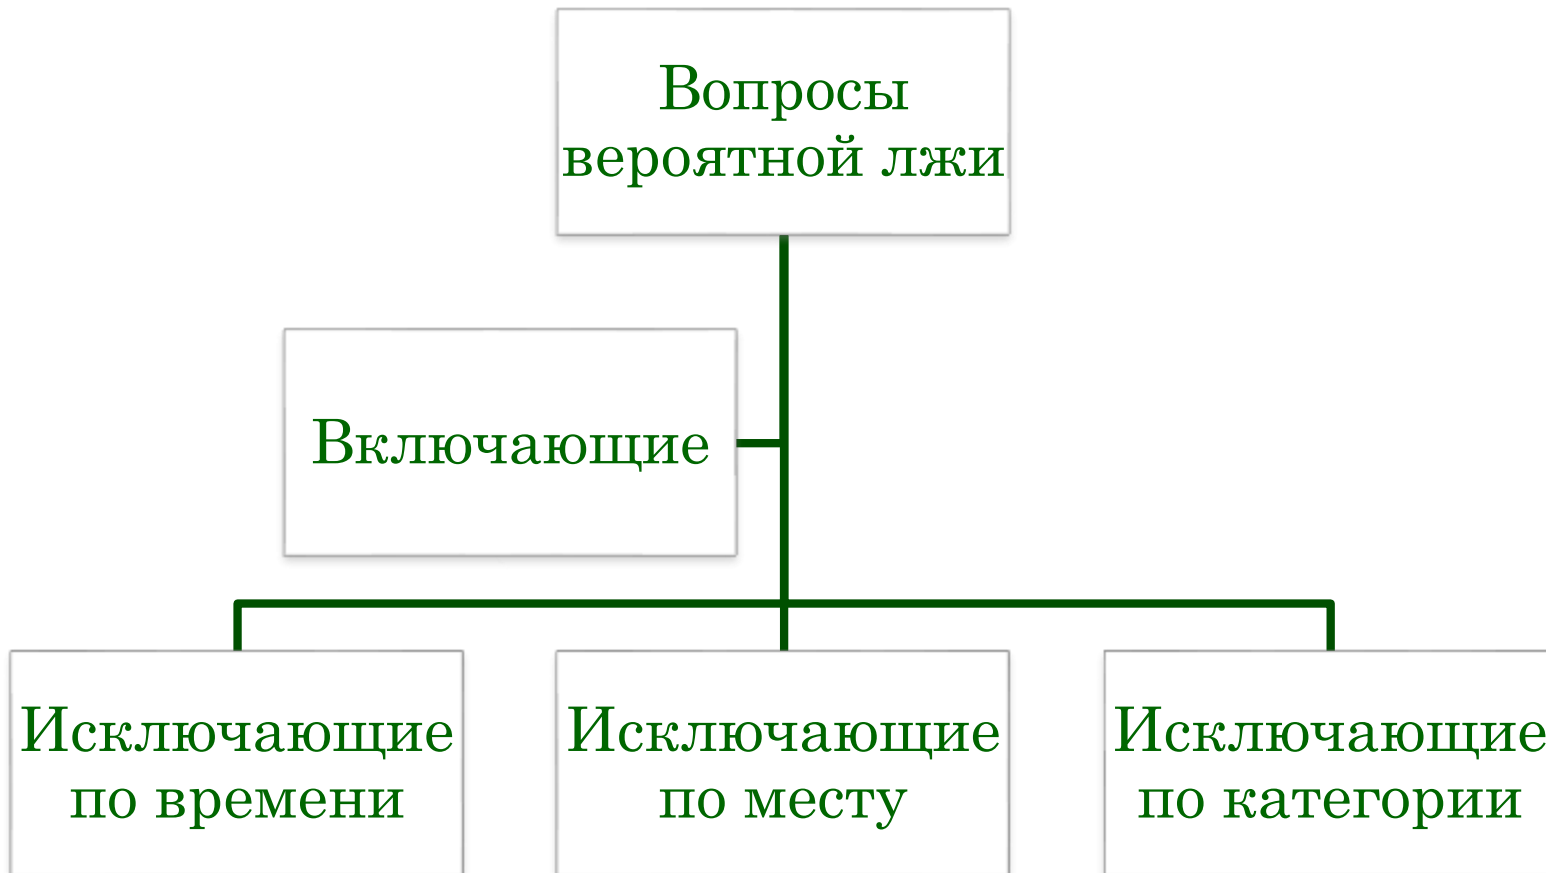 Вопросы
вероятной лжи
Включающие
Исключающие
по времени
Исключающие
по месту
Исключающие
по категории